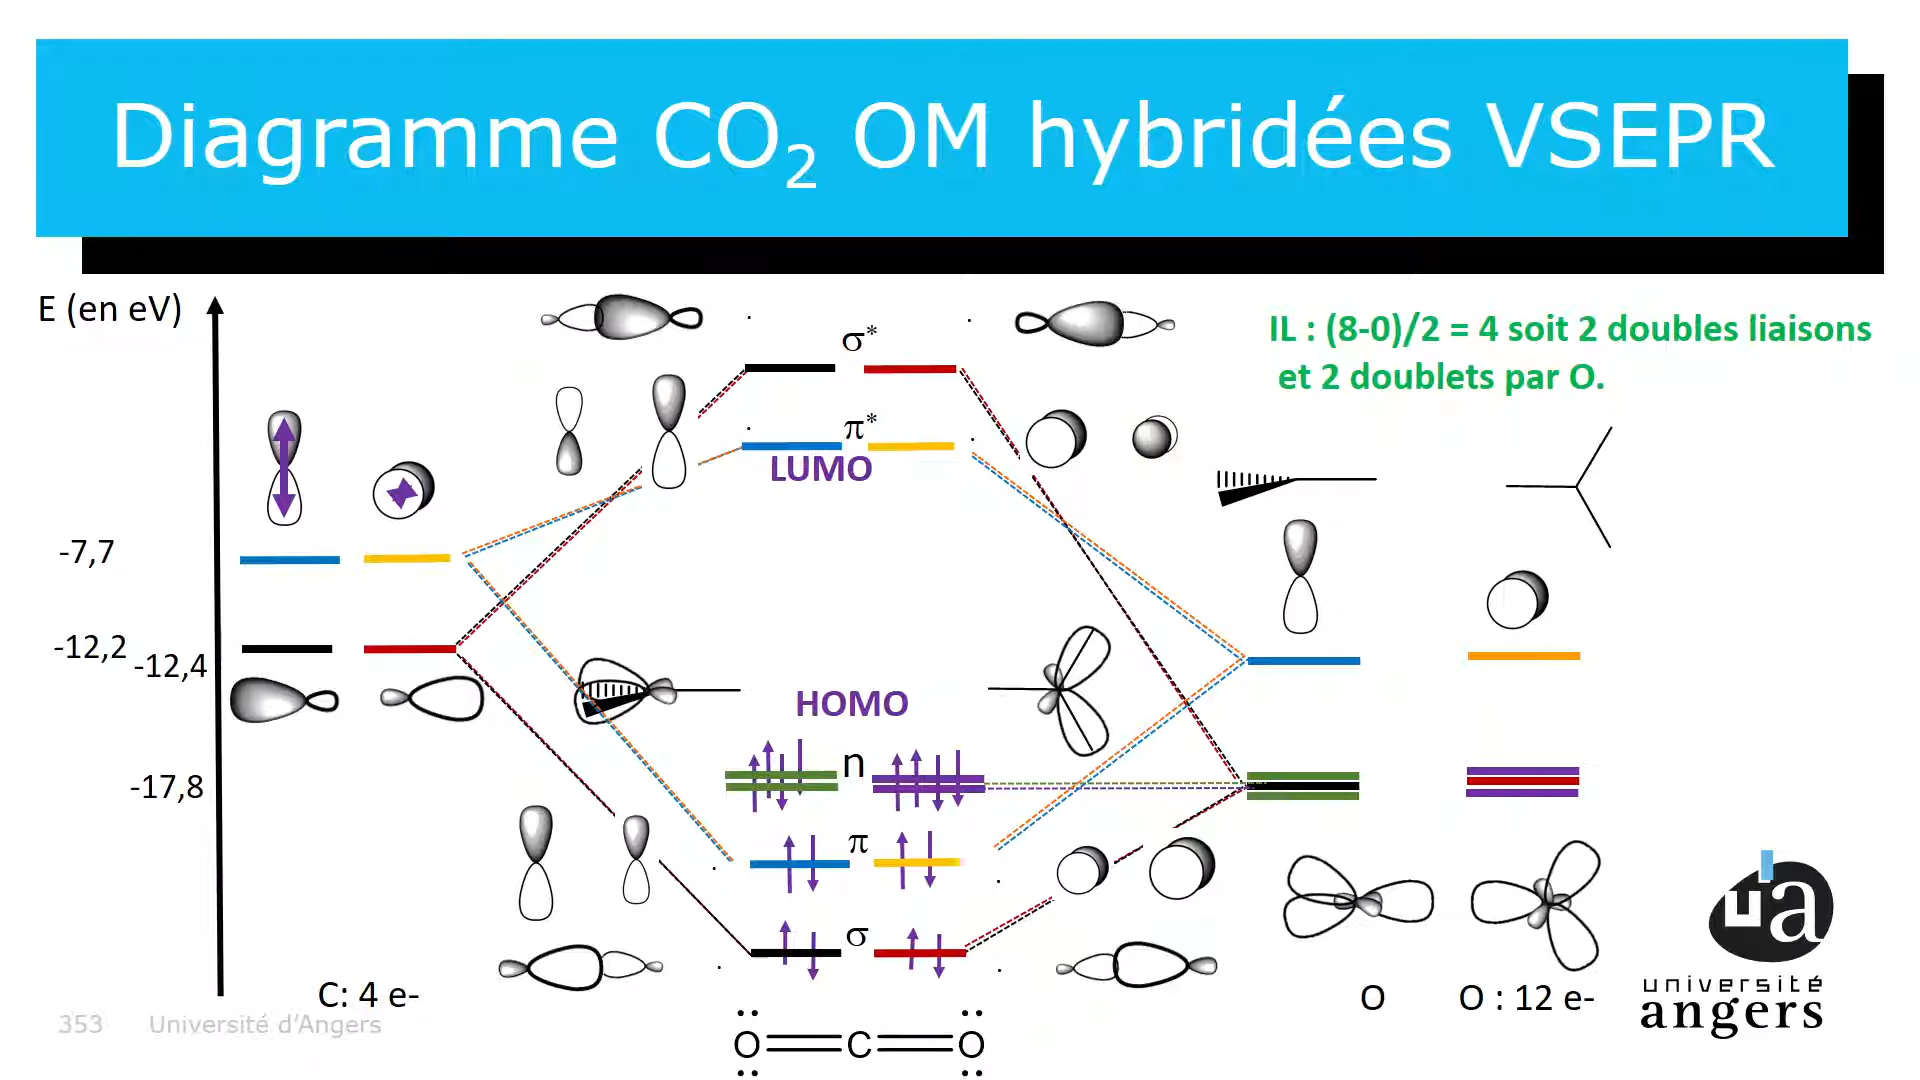 Diagramme CO₂ OM hybridées VSEPR
E (en eV)
IL : (8-0)/2 = 4 soit 2 doubles liaisons
et 2 doublets par O.
σ*
π*
LUMO
-7,7
-12,2
-12,4
HOMO
n
-17,8
π
σ
C: 4 e-
O
O : 12 e-
O C O
353 Université d'Angers
ua
université
angers